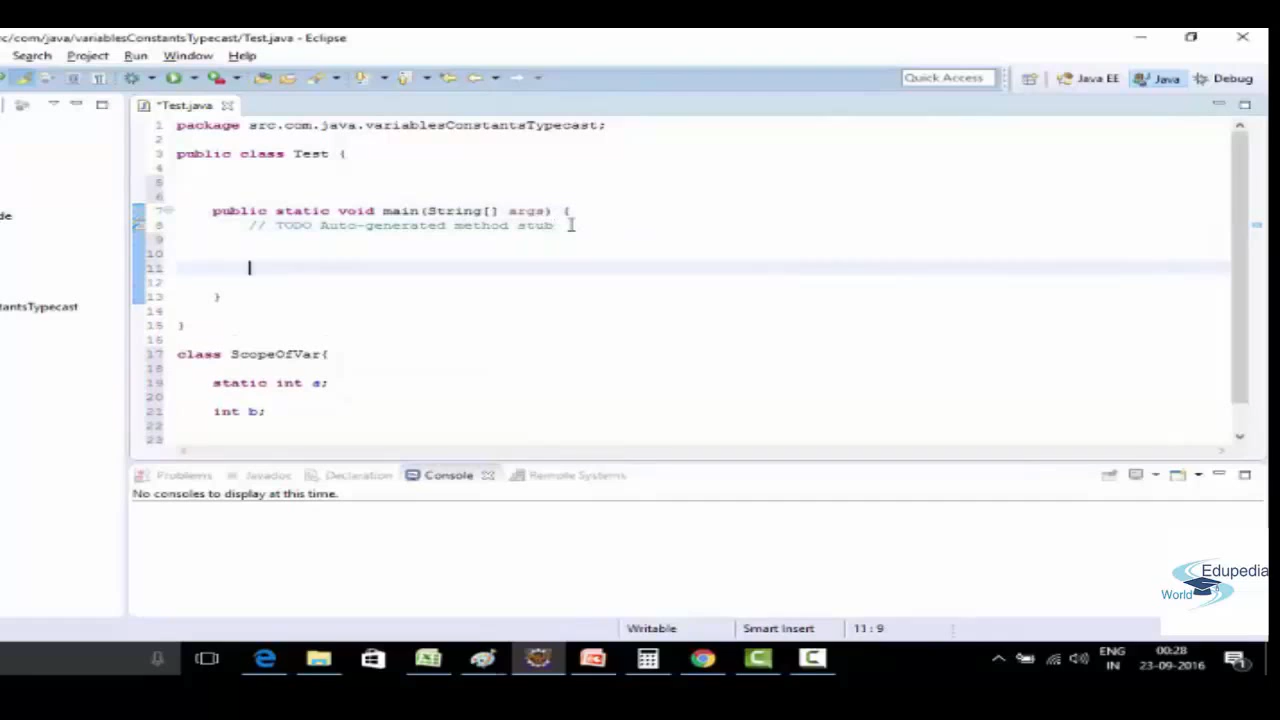 rc/com/java/variablesConstantsTypecast/Test.java - Eclipse
Search Project Run Window Help
Quick Access Java EE Java Debug
*Test.java
1 package src.com.java.variablesConstantsTypecast;
2
3 public class Test {
4
5
6
7 public static void main(String[] args) {
8 // TODO Auto-generated method stub
9
10
11
12
13 }
14
15 }
16
17 class ScopeOfVar{
18
19 static int a;
20
21 int b;
22
23
de
tantsTypecast
Problems Javadoc Declaration Console Remote Systems
No consoles to display at this time.
Edupedia
World
Writable Smart Insert 11 : 9
ENG 00:28
IN 23-09-2016